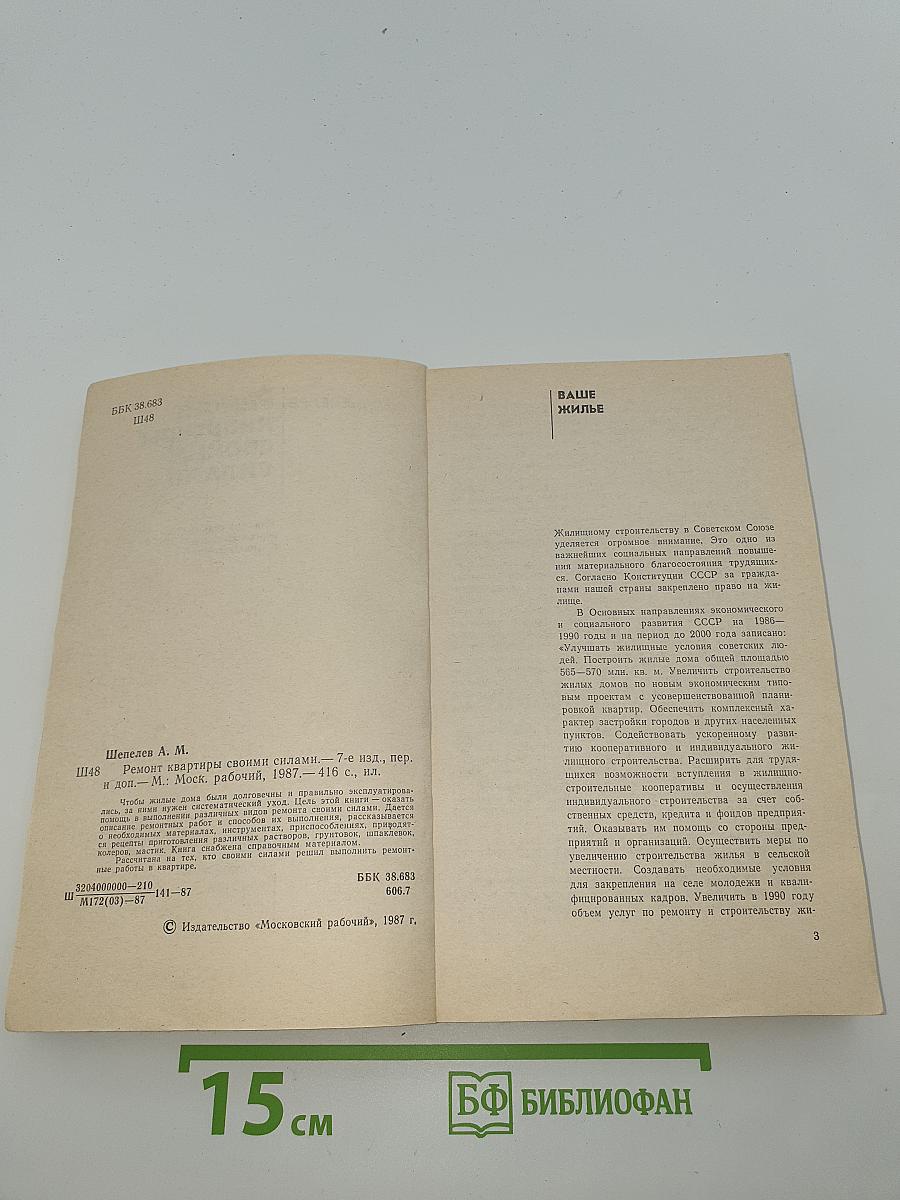 ББК 38.683
Ш48
Шепелев А. М.
Ш48 Ремонт квартиры своими силами.— 7-е изд., пер.
и доп.— М.: Моск. рабочий, 1987.— 416 с., ил.
Чтобы жилые дома были долговечны и правильно эксплуатирова-
лись, за ними нужен систематический уход. Цель этой книги — оказать
помощь в выполнении различных видов ремонта своими силами. Дается
описание ремонтных работ и способов их выполнения, рассказывается
о необходимых материалах, инструментах, приспособлениях, приводят-
ся рецепты приготовления различных растворов, грунтовок, шпаклевок,
колеров, мастик. Книга снабжена справочным материалом.
Рассчитана на тех, кто своими силами решил выполнить ремонт-
ные работы в квартире.
Ш 3204000000—210
М172(03)—87 141—87
ББК 38.683
606.7
© Издательство «Московский рабочий», 1987 г.
ВАШЕ
ЖИЛЬЕ
Жилищному строительству в Советском Союзе
уделяется огромное внимание. Это одно из
важнейших социальных направлений повыше-
ния материального благосостояния трудящих-
ся. Согласно Конституции СССР за гражда-
нами нашей страны закреплено право на жи-
лище.
В Основных направлениях экономического
и социального развития СССР на 1986—
1990 годы и на период до 2000 года записано:
«Улучшать жилищные условия советских лю-
дей. Построить жилые дома общей площадью
565—570 млн. кв. м. Увеличить строительство
жилых домов по новым экономическим типо-
вым проектам с усовершенствованной плани-
ровкой квартир. Обеспечить комплексный ха-
рактер застройки городов и других населенных
пунктов. Содействовать ускоренному разви-
тию кооперативного и индивидуального жи-
лищного строительства. Расширить для трудя-
щихся возможности вступления в жилищно-
строительные кооперативы и осуществления
индивидуального строительства за счет соб-
ственных средств, кредита и фондов предприя-
тий. Оказывать им помощь со стороны пред-
приятий и организаций. Осуществить меры по
увеличению строительства жилья в сельской
местности. Создавать необходимые условия
для закрепления на селе молодежи и квали-
фицированных кадров. Увеличить в 1990 году
объем услуг по ремонту и строительству жи-
3
15 см
БФ БИБЛИОФАН